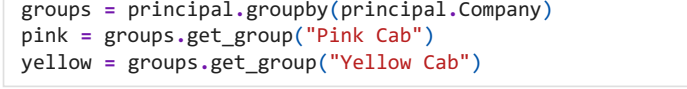 groups = principal.groupby(principal.Company)
pink = groups.get_group("Pink Cab")
yellow = groups.get_group("Yellow Cab")